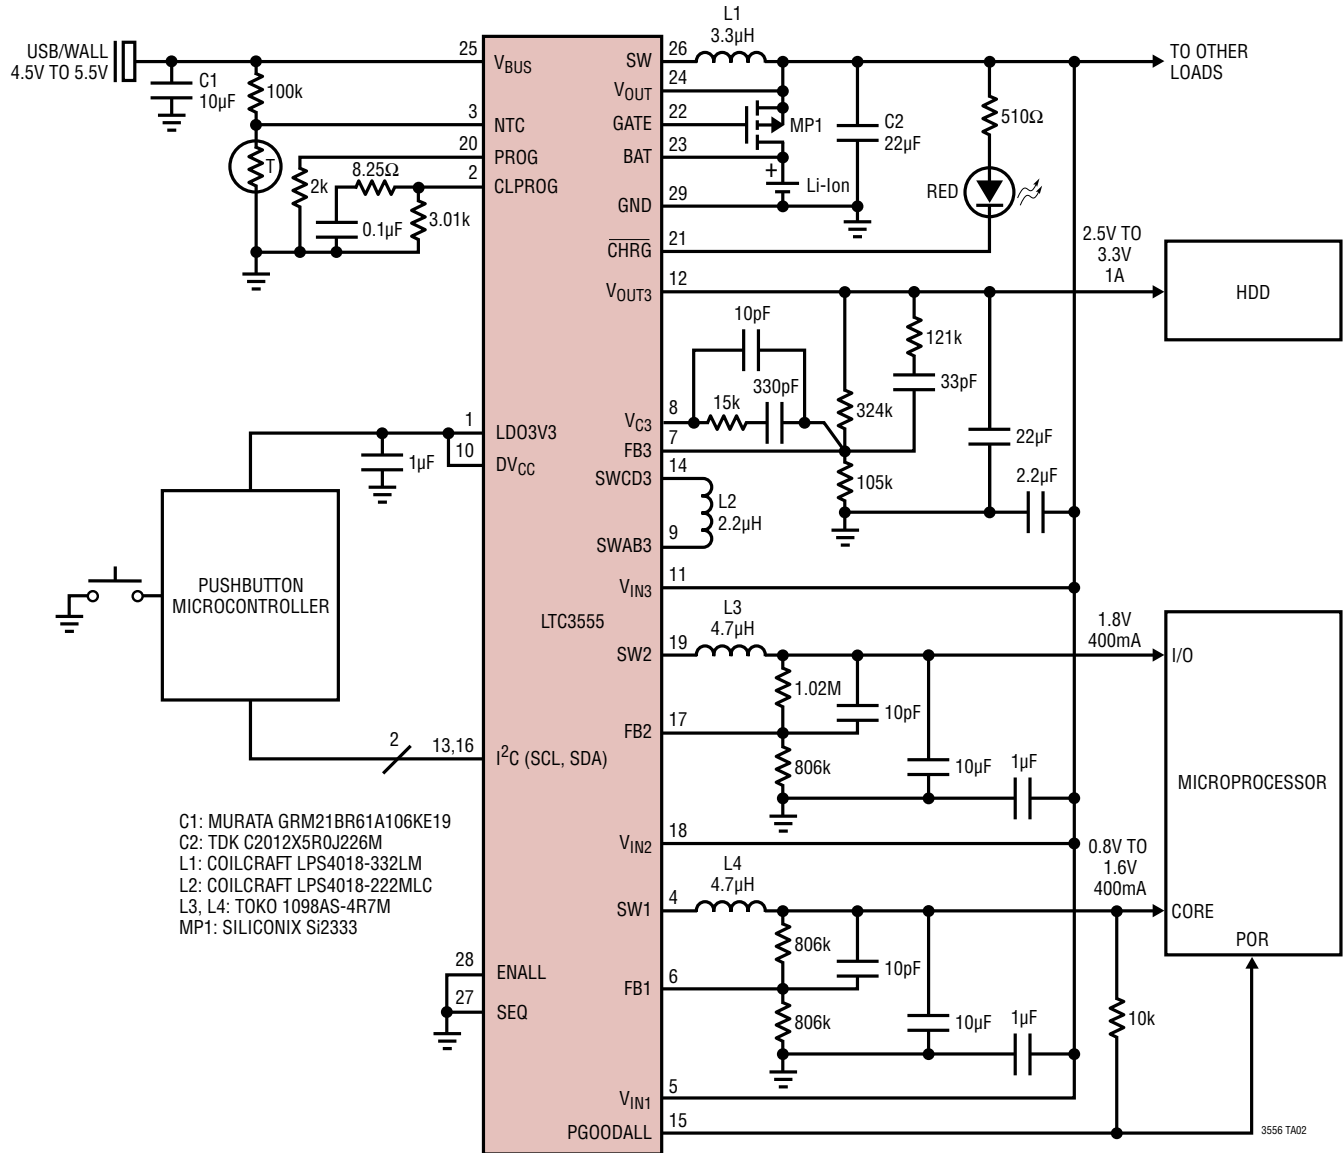 USB/WALL
4.5V TO 5.5V
C1
10µF
100k
T
2k
8.25Ω
0.1µF
3.01k
25
VBUS
3
NTC
20
PROG
2
CLPROG
1
LDO3V3
10
DVCC
1µF
PUSHBUTTON
MICROCONTROLLER
2
13,16
I2C (SCL, SDA)
C1: MURATA GRM21BR61A106KE19
C2: TDK C2012X5R0J226M
L1: COILCRAFT LPS4018-332LM
L2: COILCRAFT LPS4018-222MLC
L3, L4: TOKO 1098AS-4R7M
MP1: SILICONIX Si2333
28
ENALL
27
SEQ
LTC3555
SW
26
L1
3.3µH
TO OTHER
LOADS
VOUT
24
GATE
22
MP1
BAT
23
+
Li-Ion
C2
22µF
510Ω
RED
GND
29
CHRG
21
VOUT3
12
2.5V TO
3.3V
1A
HDD
10pF
121k
33pF
330pF
15k
324k
VC3
8
FB3
7
105k
22µF
2.2µF
SWCD3
14
L2
2.2µH
SWAB3
9
VIN3
11
L3
4.7µH
SW2
19
1.8V
400mA
I/O
1.02M
10pF
FB2
17
806k
10µF
1µF
MICROPROCESSOR
VIN2
18
L4
4.7µH
0.8V TO
1.6V
400mA
SW1
4
CORE
POR
806k
10pF
FB1
6
806k
10µF
1µF
10k
VIN1
5
PGOODALL
15
3556 TA02